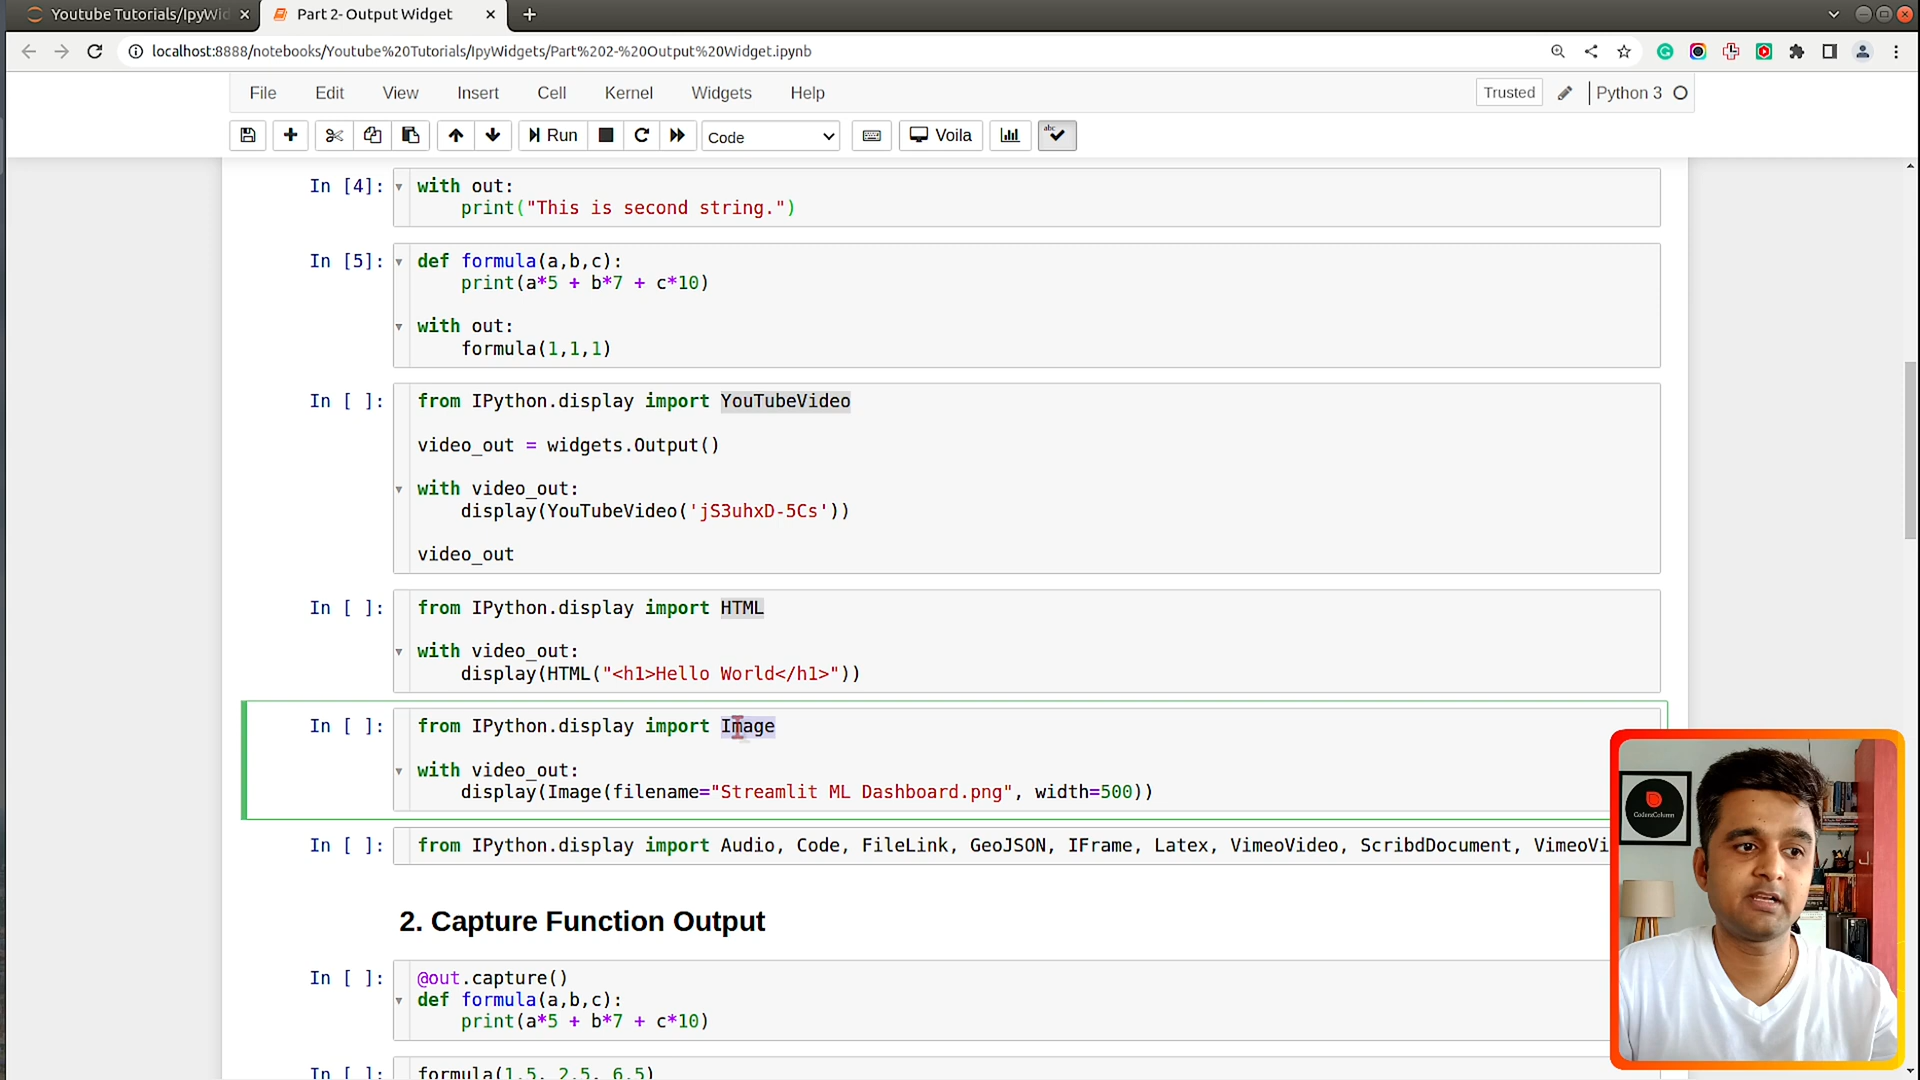 Youtube Tutorials/IpyWid
Part 2- Output Widget
localhost:8888/notebooks/Youtube%20Tutorials/IpyWidgets/Part%202-%20Output%20Widget.ipynb
File Edit View Insert Cell Kernel Widgets Help
Trusted Python 3
Run Code Voila abc
In [4]: with out:
print("This is second string.")
In [5]: def formula(a,b,c):
print(a*5 + b*7 + c*10)
with out:
formula(1,1,1)
In [ ]: from IPython.display import YouTubeVideo
video_out = widgets.Output()
with video_out:
display(YouTubeVideo('jS3uhxD-5Cs'))
video_out
In [ ]: from IPython.display import HTML
with video_out:
display(HTML("<h1>Hello World</h1>"))
In [ ]: from IPython.display import Image
with video_out:
display(Image(filename="Streamlit ML Dashboard.png", width=500))
In [ ]: from IPython.display import Audio, Code, FileLink, GeoJSON, IFrame, Latex, VimeoVideo, ScribdDocument, VimeoVi
2. Capture Function Output
In [ ]: @out.capture()
def formula(a,b,c):
print(a*5 + b*7 + c*10)
In [ ]: formula(1.5, 2.5, 6.5)
CodersColumn